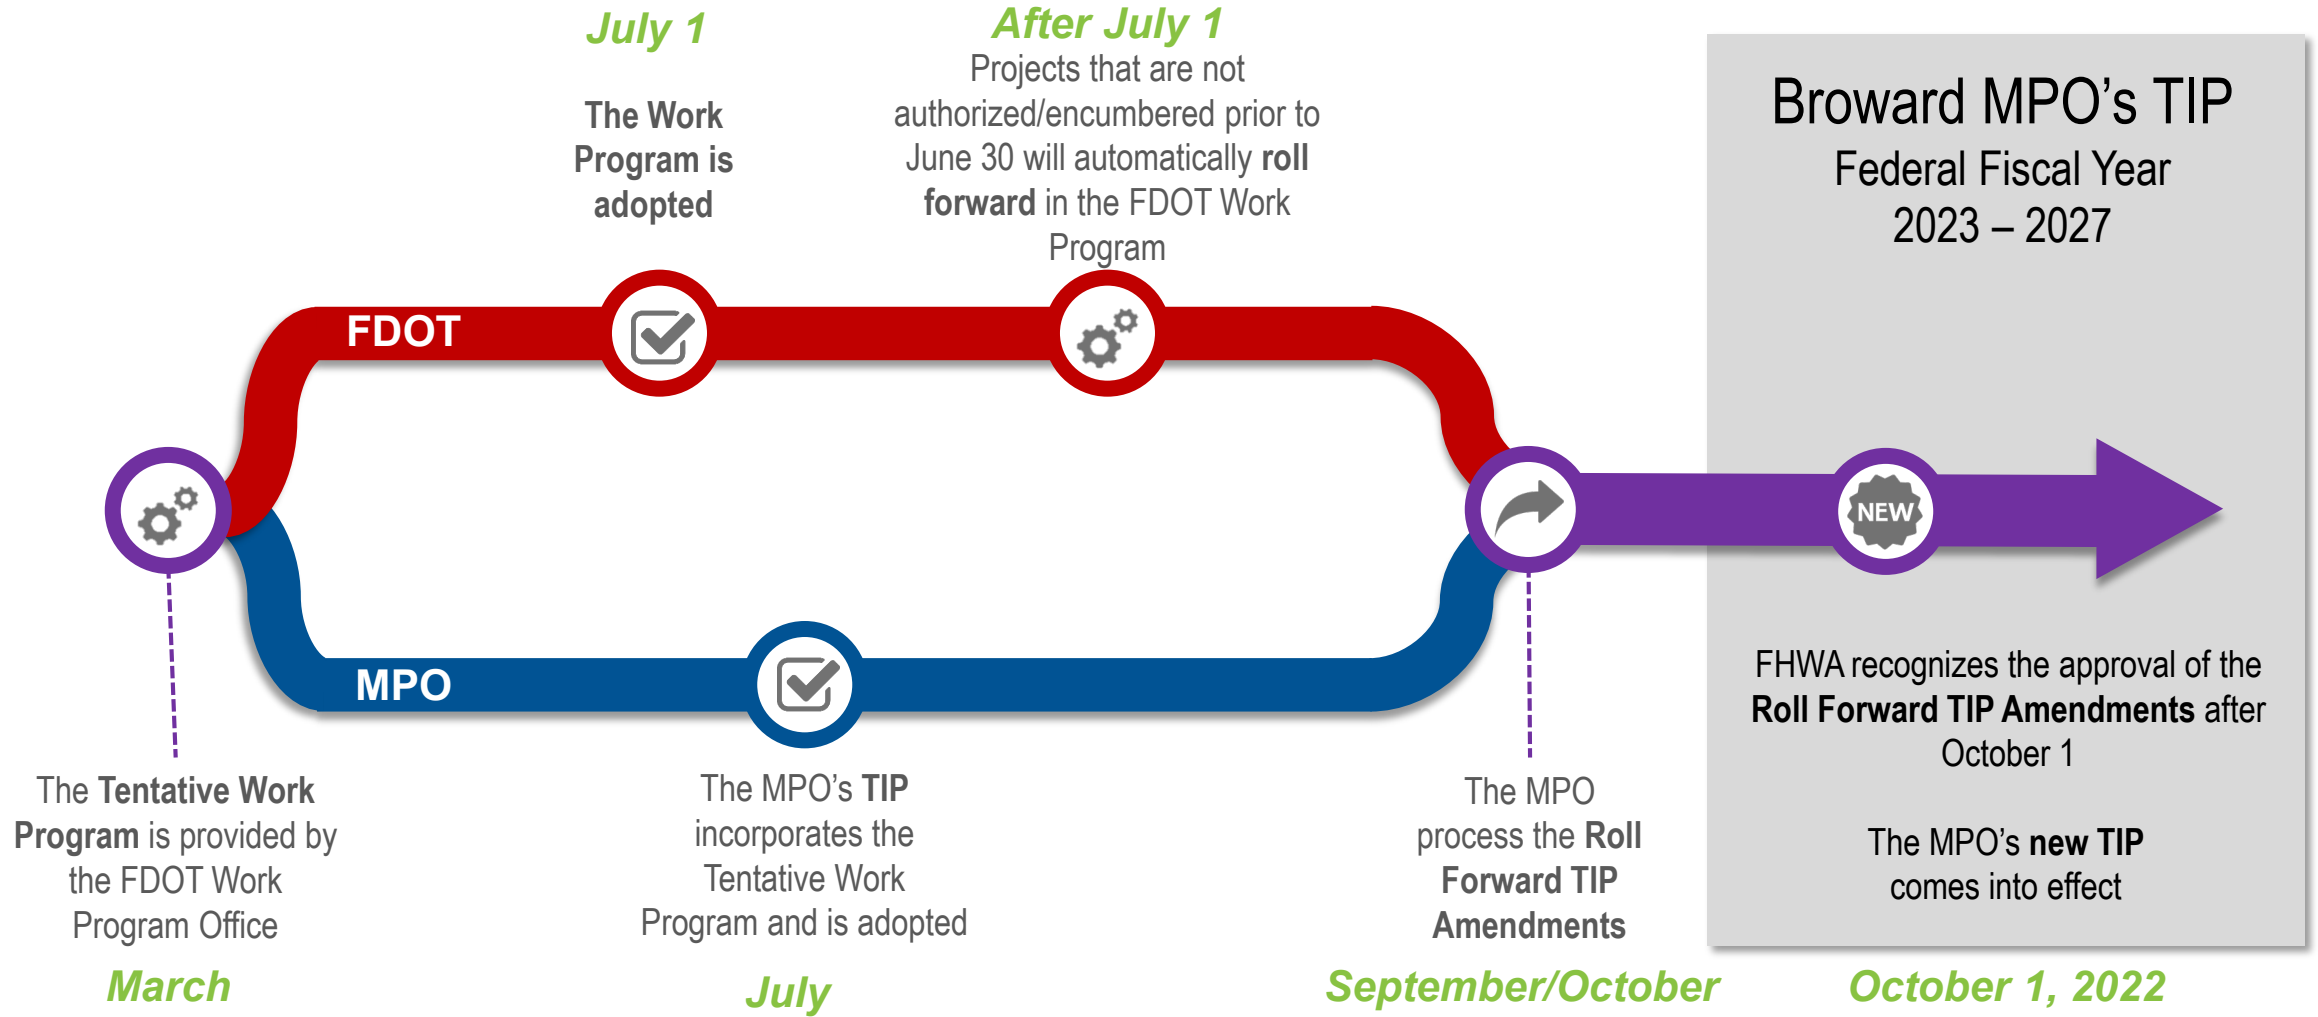 July 1
The Work
Program is
adopted
After July 1
Projects that are not
authorized/encumbered prior to
June 30 will automatically roll
forward in the FDOT Work
Program
Broward MPO's TIP
Federal Fiscal Year
2023 – 2027
FDOT
MPO
NEW
The Tentative Work
Program is provided by
the FDOT Work
Program Office
March
The MPO's TIP
incorporates the
Tentative Work
Program and is adopted
July
The MPO
process the Roll
Forward TIP
Amendments
September/October
FHWA recognizes the approval of the
Roll Forward TIP Amendments after
October 1
The MPO's new TIP
comes into effect
October 1, 2022